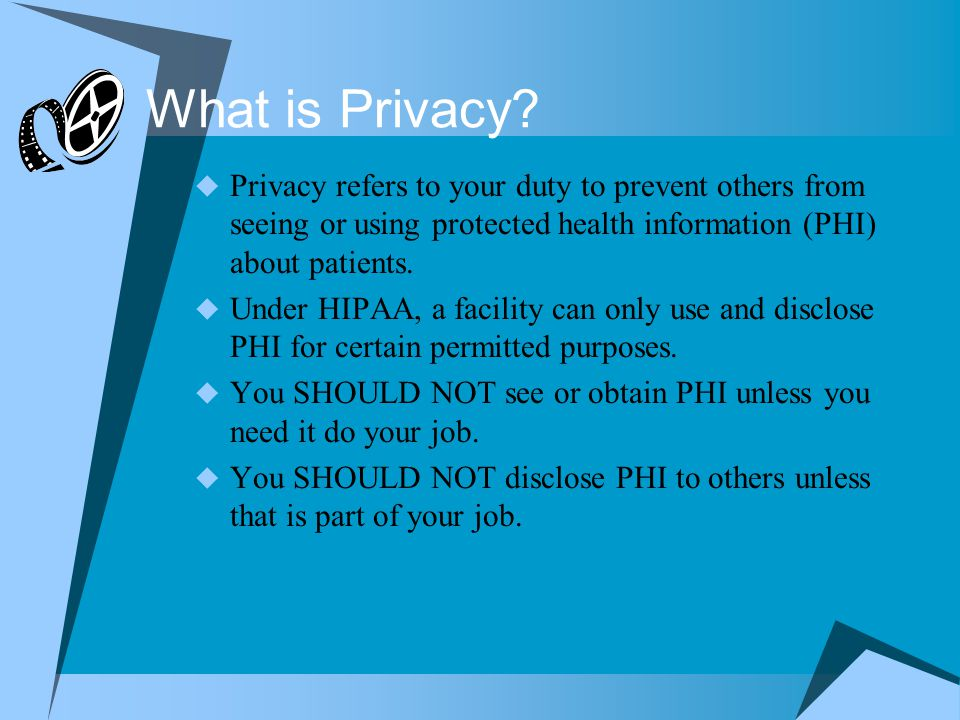 What is Privacy?
Privacy refers to your duty to prevent others from
seeing or using protected health information (PHI)
about patients.
Under HIPAA, a facility can only use and disclose
PHI for certain permitted purposes.
You SHOULD NOT see or obtain PHI unless you
need it do your job.
You SHOULD NOT disclose PHI to others unless
that is part of your job.